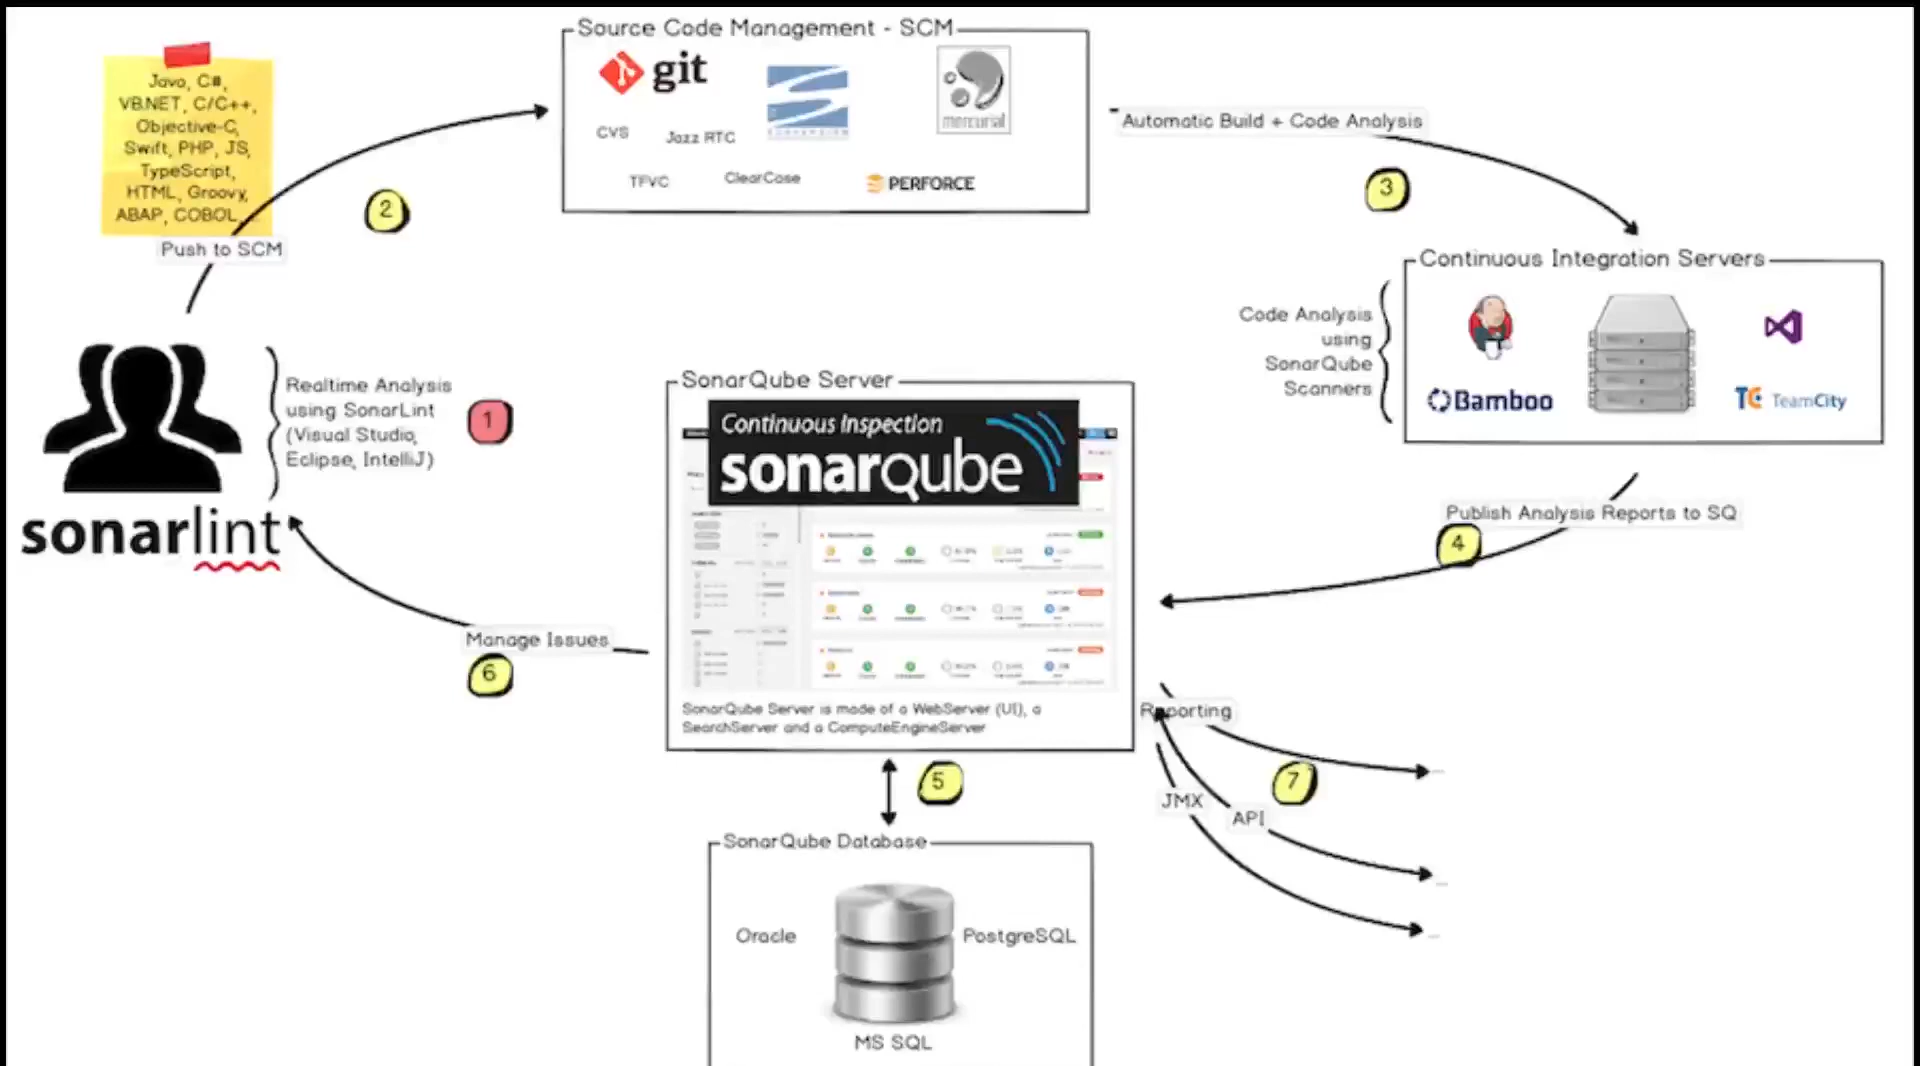 Java, C#,
VB.NET, C/C++,
Objective-C,
Swift, PHP, JS,
TypeScript,
HTML, Groovy,
ABAP, COBOL,...
Push to SCM
2
Source Code Management - SCM
git
mercurial
CVS
Jazz RTC
TFVC
ClearCase
PERFORCE
Automatic Build + Code Analysis
3
Continuous Integration Servers
Code Analysis
using
SonarQube
Scanners
Bamboo
TeamCity
Realtime Analysis
using SonarLint
(Visual Studio,
Eclipse, IntelliJ)
1
sonarlint
SonarQube Server
Continuous Inspection
sonarqube
SonarQube Server is made of a WebServer (UI), a
SearchServer and a ComputeEngineServer
Publish Analysis Reports to SQ
4
Manage Issues
6
Reporting
7
JMX
API
5
SonarQube Database
Oracle
PostgreSQL
MS SQL